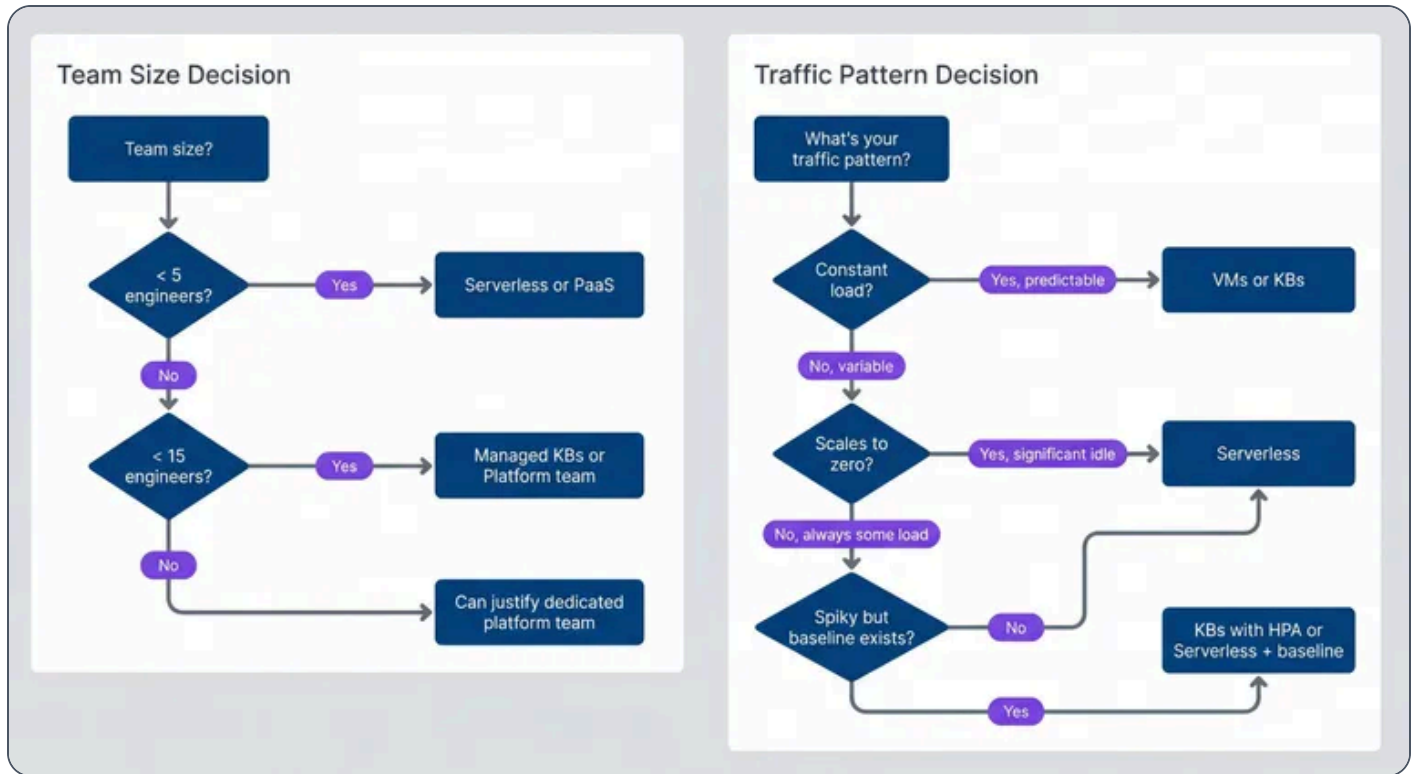 Team Size Decision
Team size?
< 5
engineers?
Yes
Serverless or PaaS
No
< 15
engineers?
Yes
Managed KBs or
Platform team
No
Can justify dedicated
platform team
Traffic Pattern Decision
What's your
traffic pattern?
Constant
load?
Yes, predictable
VMs or KBs
No, variable
Scales to
zero?
Yes, significant idle
Serverless
No, always some load
Spiky but
baseline exists?
No
KBs with HPA or
Serverless + baseline
Yes